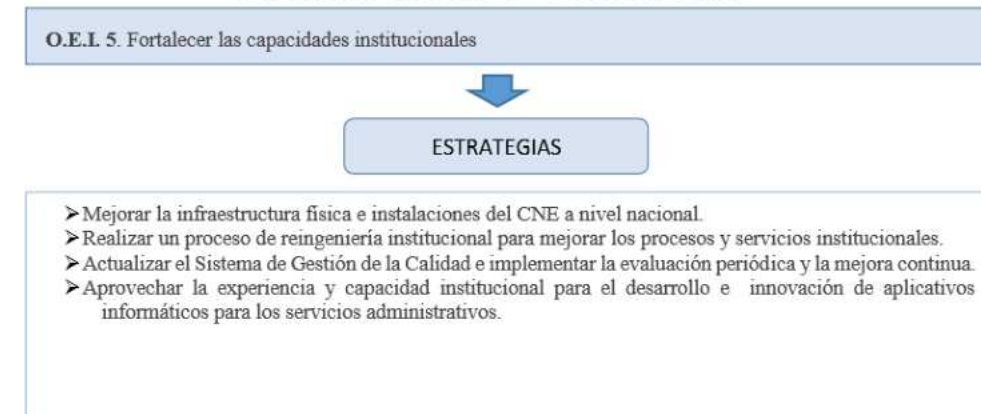 O.E.I. 5. Fortalecer las capacidades institucionales
ESTRATEGIAS
➤Mejorar la infraestructura física e instalaciones del CNE a nivel nacional.
➤Realizar un proceso de reingeniería institucional para mejorar los procesos y servicios institucionales.
➤Actualizar el Sistema de Gestión de la Calidad e implementar la evaluación periódica y la mejora continua.
➤Aprovechar la experiencia y capacidad institucional para el desarrollo e innovación de aplicativos
informáticos para los servicios administrativos.